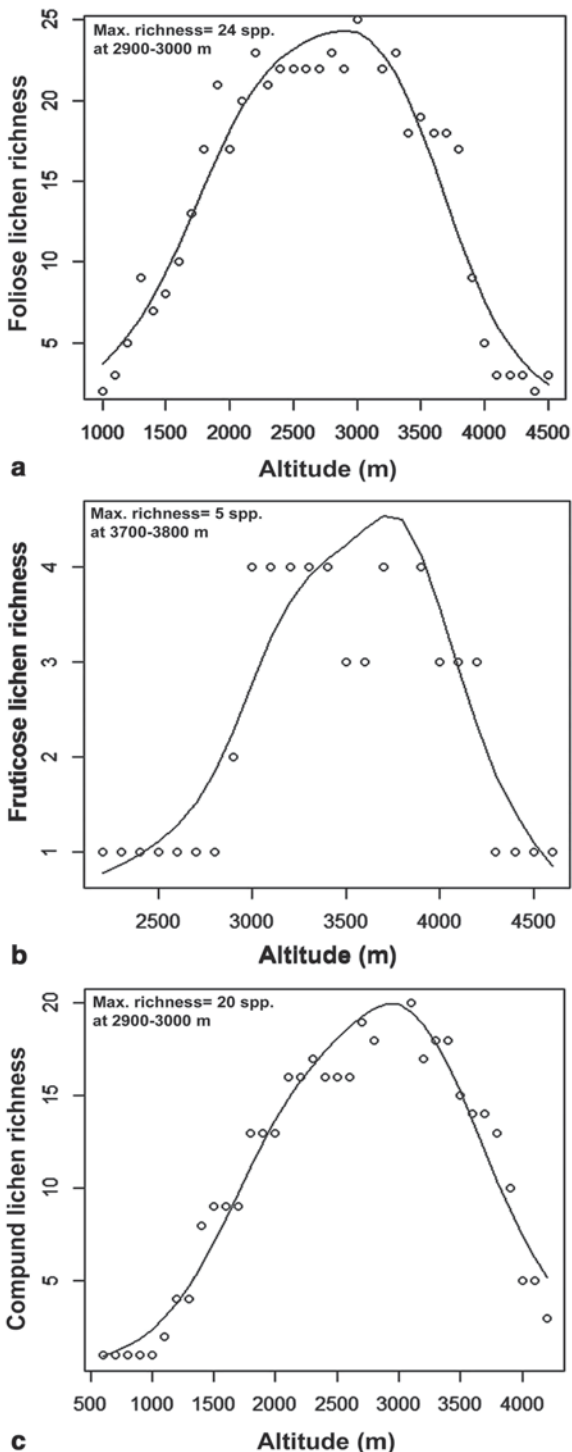 Max. richness= 24 spp.
at 2900-3000 m
Foliose lichen richness
25
20
15
10
5
1000 1500 2000 2500 3000 3500 4000 4500
a
Altitude (m)
Max. richness= 5 spp.
at 3700-3800 m
Fruticose lichen richness
4
3
2
1
2500 3000 3500 4000
b
Altitude (m)
Max. richness= 20 spp.
at 2900-3000 m
Compund lichen richness
20
15
10
5
500 1000 1500 2000 2500 3000 3500 4000
c
Altitude (m)